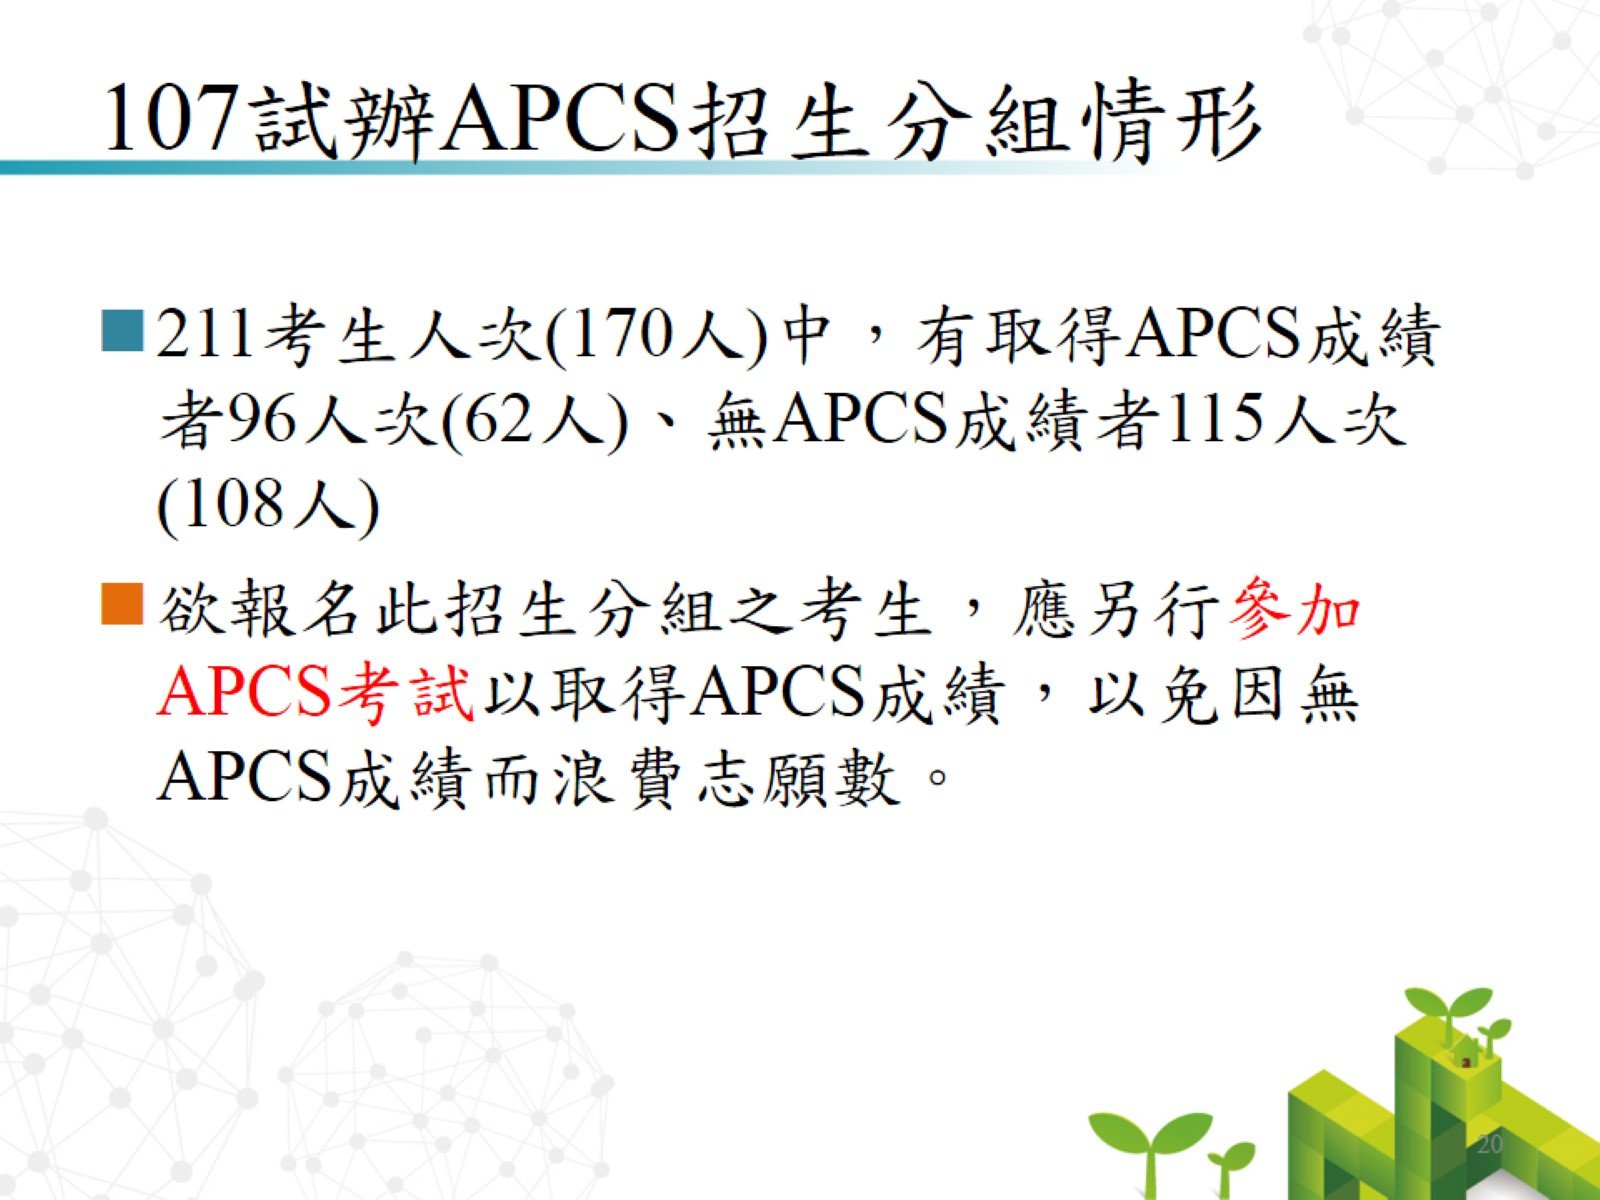 107試辦APCS招生分組情形
211考生人次(170人)中，有取得APCS成績
者96人次(62人)、無APCS成績者115人次
(108人)
欲報名此招生分組之考生，應另行參加
APCS考試以取得APCS成績，以免因無
APCS成績而浪費志願數。
20